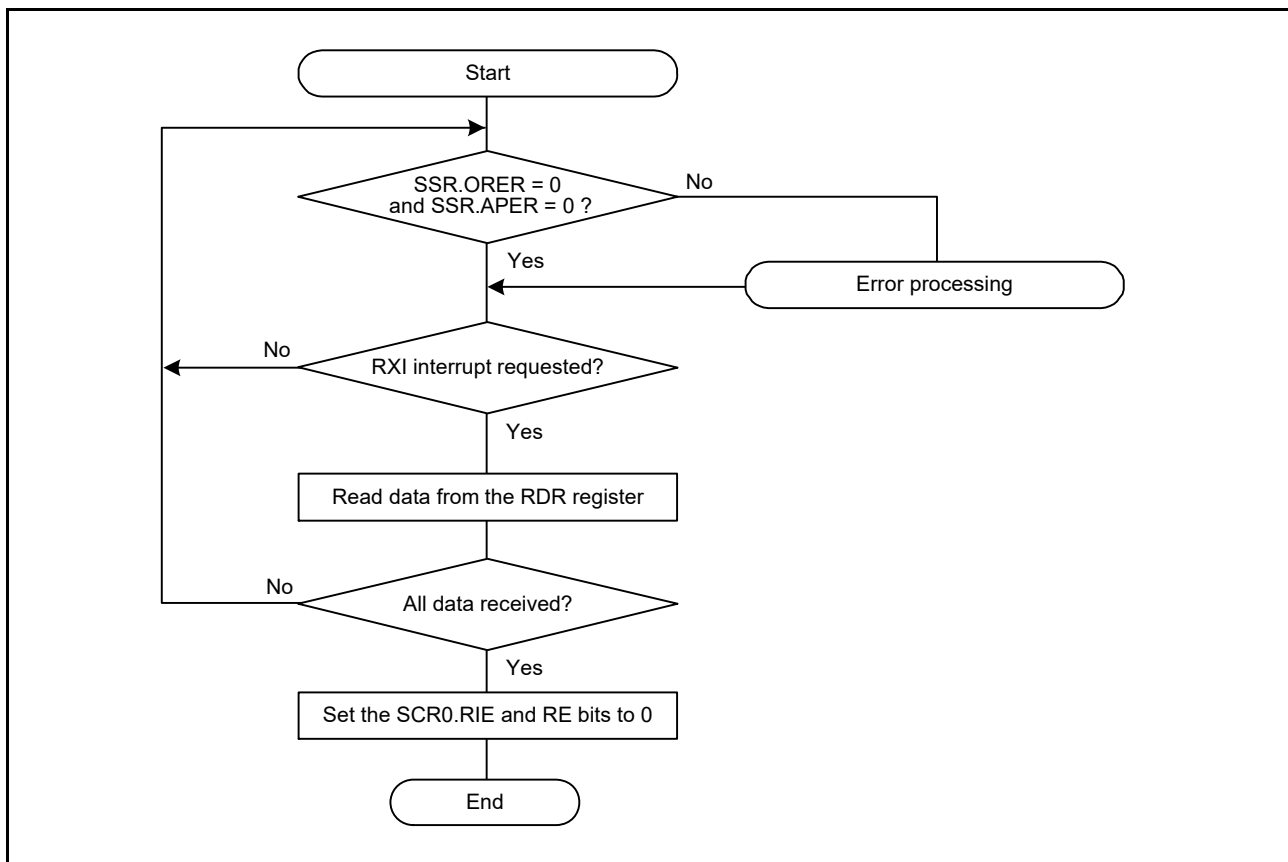 Start
SSR.ORER = 0
and SSR.APER = 0 ?
No
Yes
Error processing
No
RXI interrupt requested?
Yes
Read data from the RDR register
No
All data received?
Yes
Set the SCR0.RIE and RE bits to 0
End